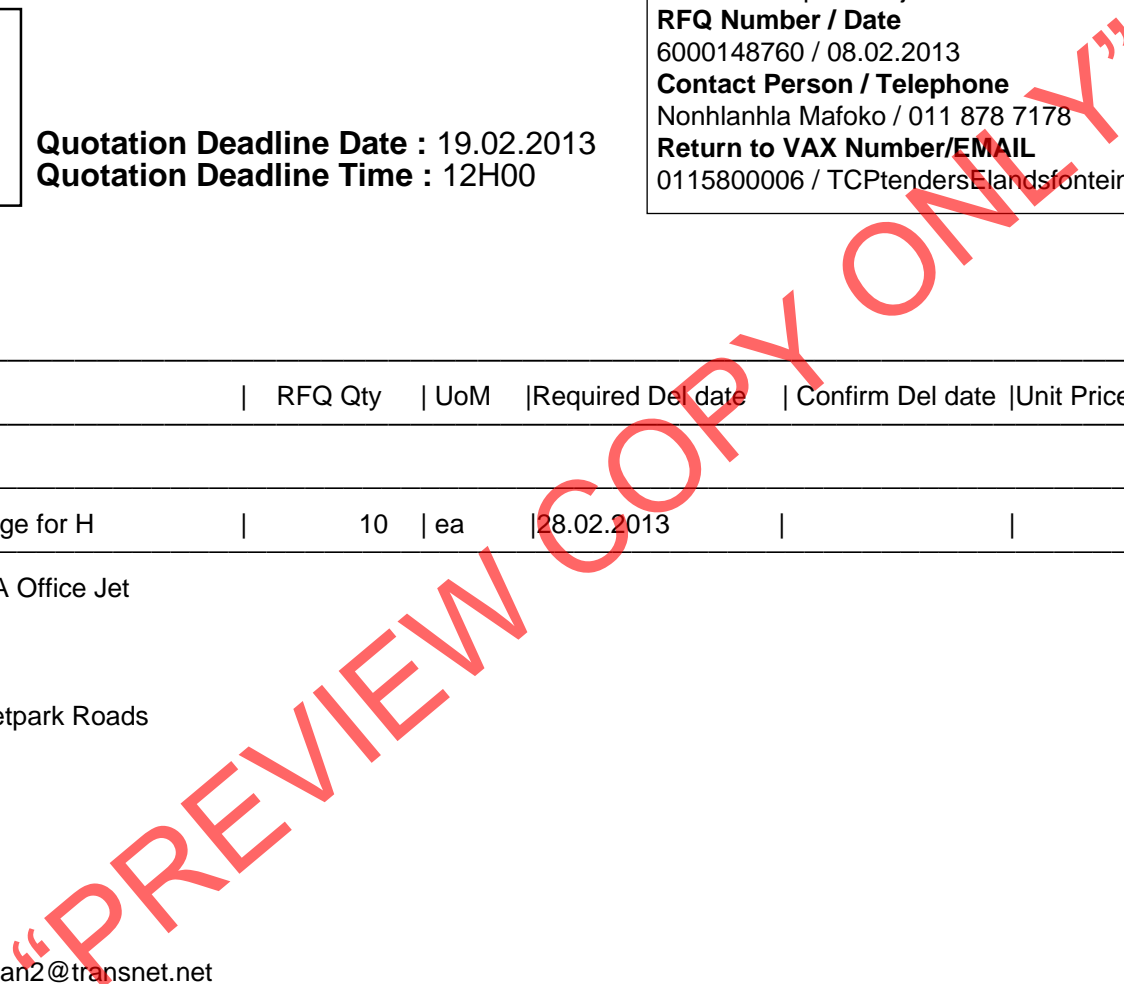 RFQ Number / Date
6000148760 / 08.02.2013
Contact Person / Telephone
Nonhlanhla Mafoko / 011 878 7178
Return to VAX Number/EMAIL
0115800006 / TCPtendersElandsfontein
Quotation Deadline Date : 19.02.2013
Quotation Deadline Time : 12H00
| RFQ Qty | UoM |Required Del date | Confirm Del date |Unit Price
ge for H | 10 | ea |28.02.2013 | |
A Office Jet
etpark Roads
an2@transnet.net
“PREVIEW COPY ONLY”